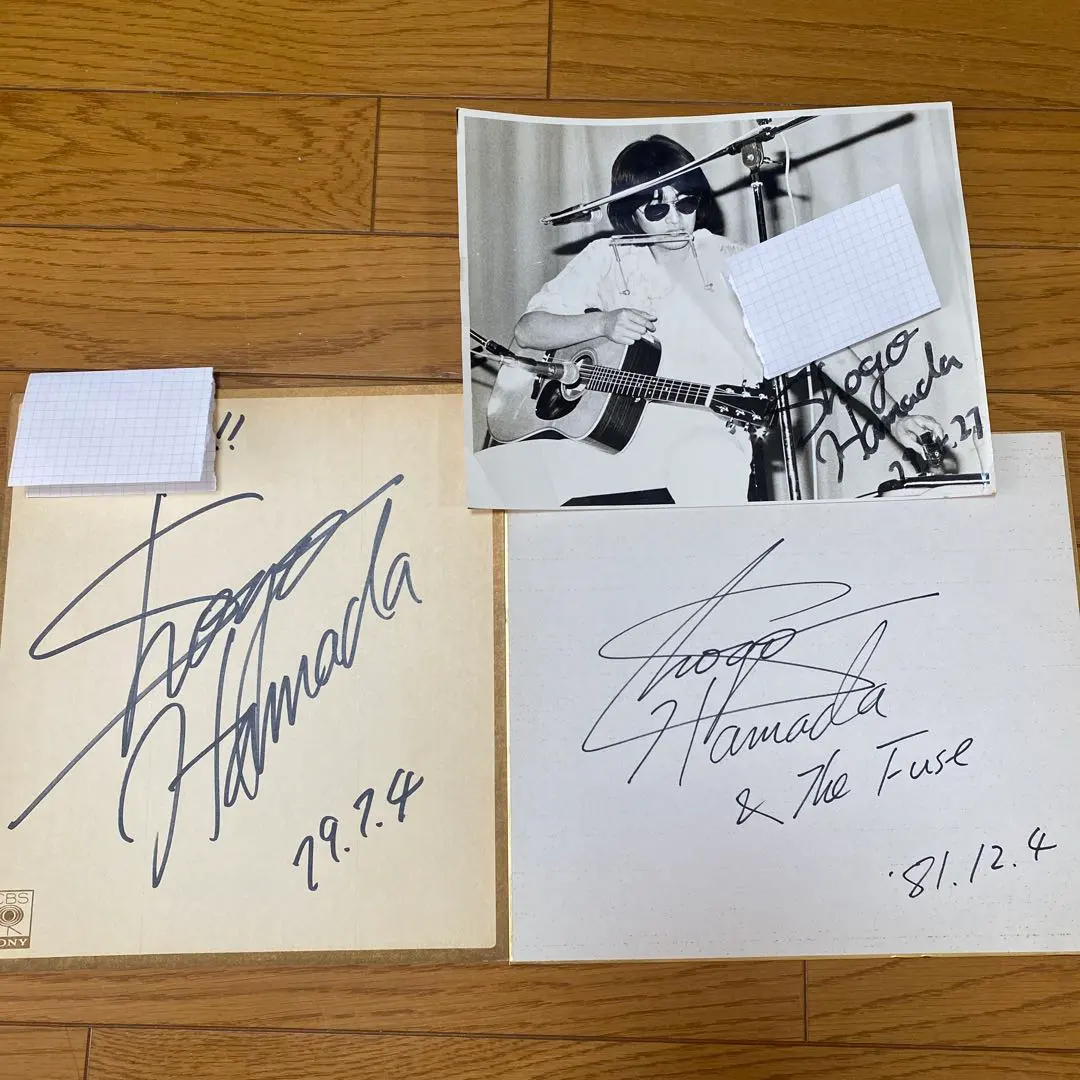 !!
Shogo
Hamada
79.7.4
CBS
SONY
Shogo
Hamada
Shogo
Hamada
& The Fuse
'81.12.4